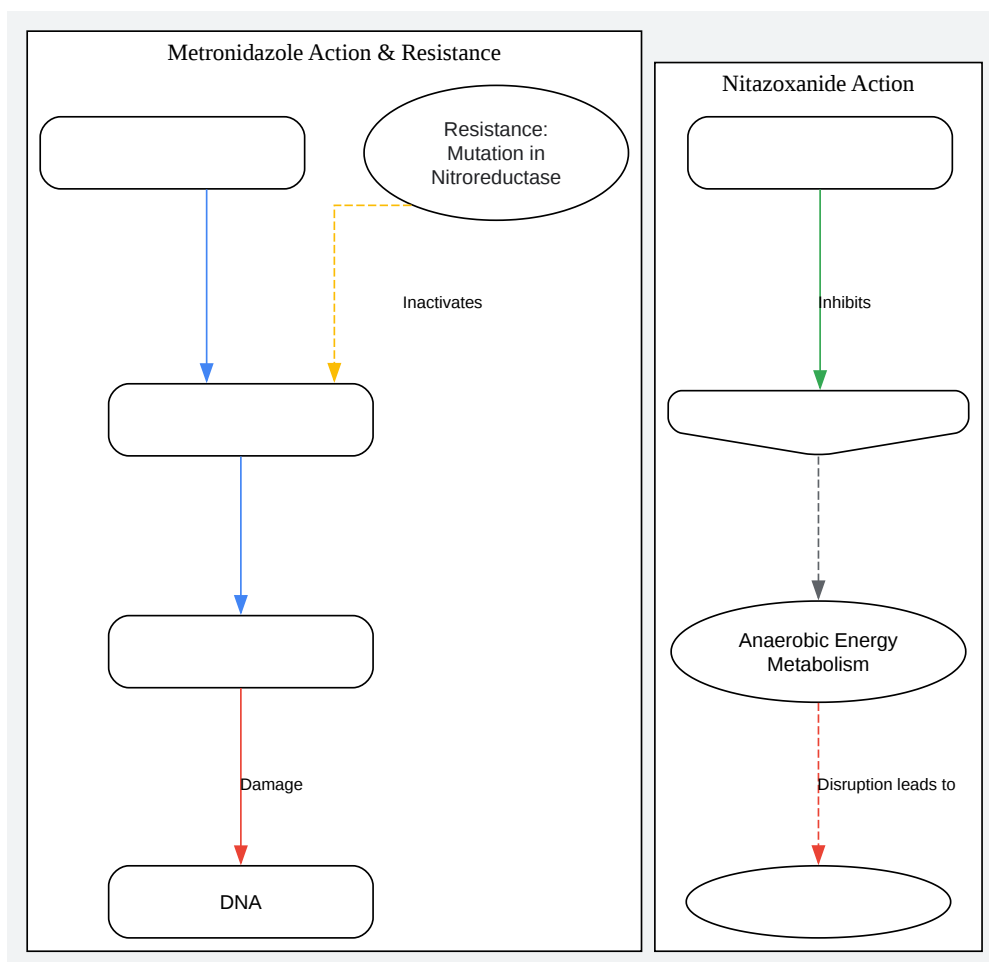 Metronidazole Action & Resistance
Resistance:
Mutation in
Nitroreductase
Inactivates
Damage
DNA
Nitazoxanide Action
Inhibits
Anaerobic Energy
Metabolism
Disruption leads to